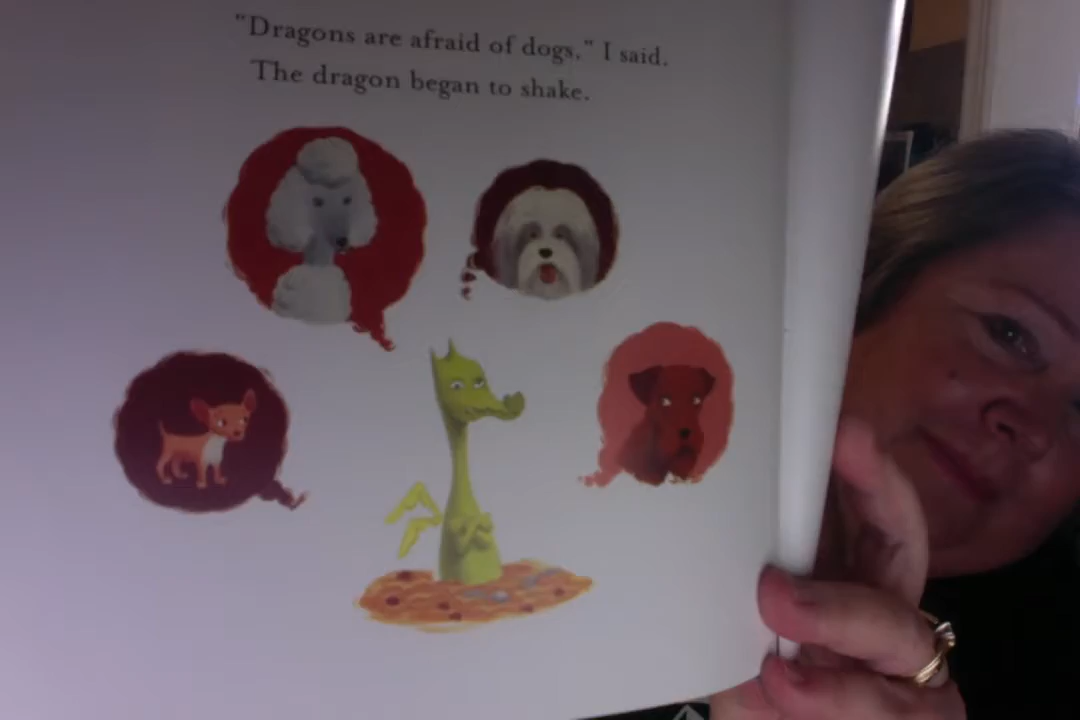 "Dragons are afraid of dogs," I said.
The dragon began to shake.